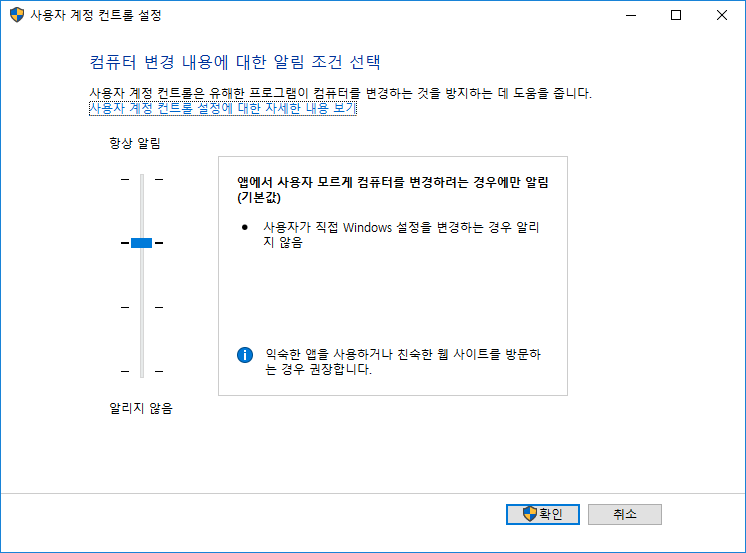 사용자 계정 컨트롤 설정
컴퓨터 변경 내용에 대한 알림 조건 선택
사용자 계정 컨트롤은 유해한 프로그램이 컴퓨터를 변경하는 것을 방지하는 데 도움을 줍니다.
사용자 계정 컨트롤 설정에 대한 자세한 내용 보기
항상 알림
앱에서 사용자 모르게 컴퓨터를 변경하려는 경우에만 알림
(기본값)
● 사용자가 직접 Windows 설정을 변경하는 경우 알리
지 않음
익숙한 앱을 사용하거나 친숙한 웹 사이트를 방문하
는 경우 권장합니다.
알리지 않음
확인
취소